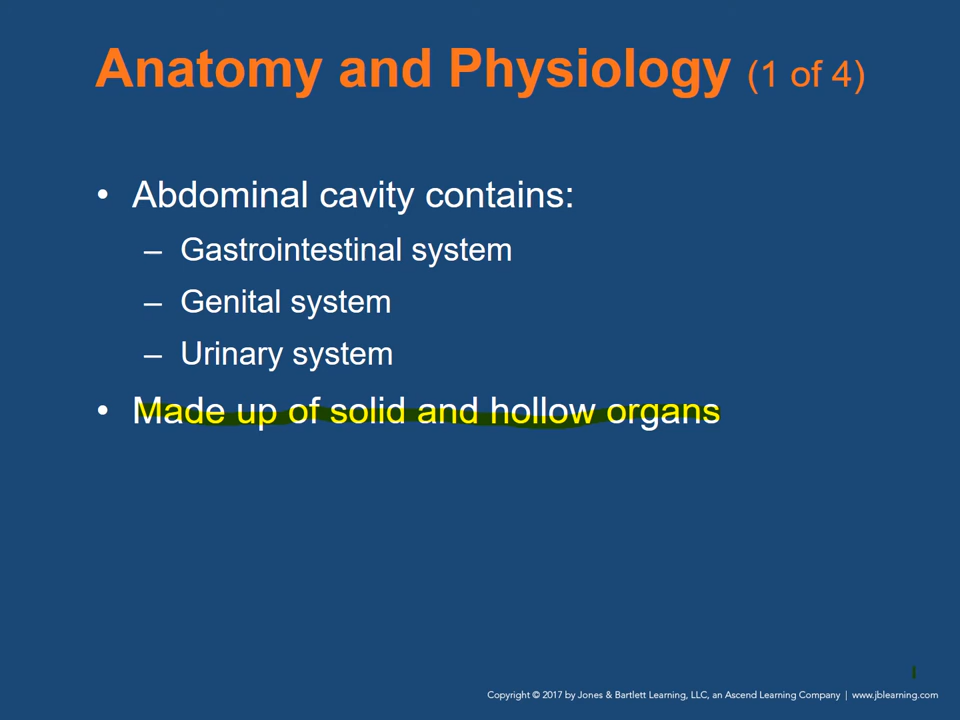 Anatomy and Physiology (1 of 4)
• Abdominal cavity contains:
– Gastrointestinal system
– Genital system
– Urinary system
• Made up of solid and hollow organs
Copyright © 2017 by Jones & Bartlett Learning, LLC, an Ascend Learning Company | www.jblearning.com